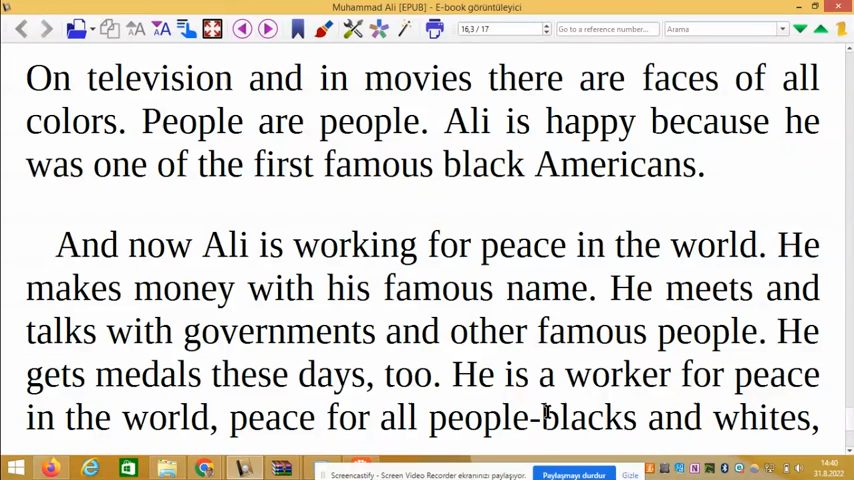 Muhammad Ali [EPUB] - E-book görüntüleyici
16,3 / 17
Go to a reference number...
Arama
On television and in movies there are faces of all
colors. People are people. Ali is happy because he
was one of the first famous black Americans.
And now Ali is working for peace in the world. He
makes money with his famous name. He meets and
talks with governments and other famous people. He
gets medals these days, too. He is a worker for peace
in the world, peace for all people-blacks and whites,
Screencastify - Screen Video Recorder ekranınızı paylaşıyor.
Paylaşmayı durdur
Gizle
14:40
31.8.2022